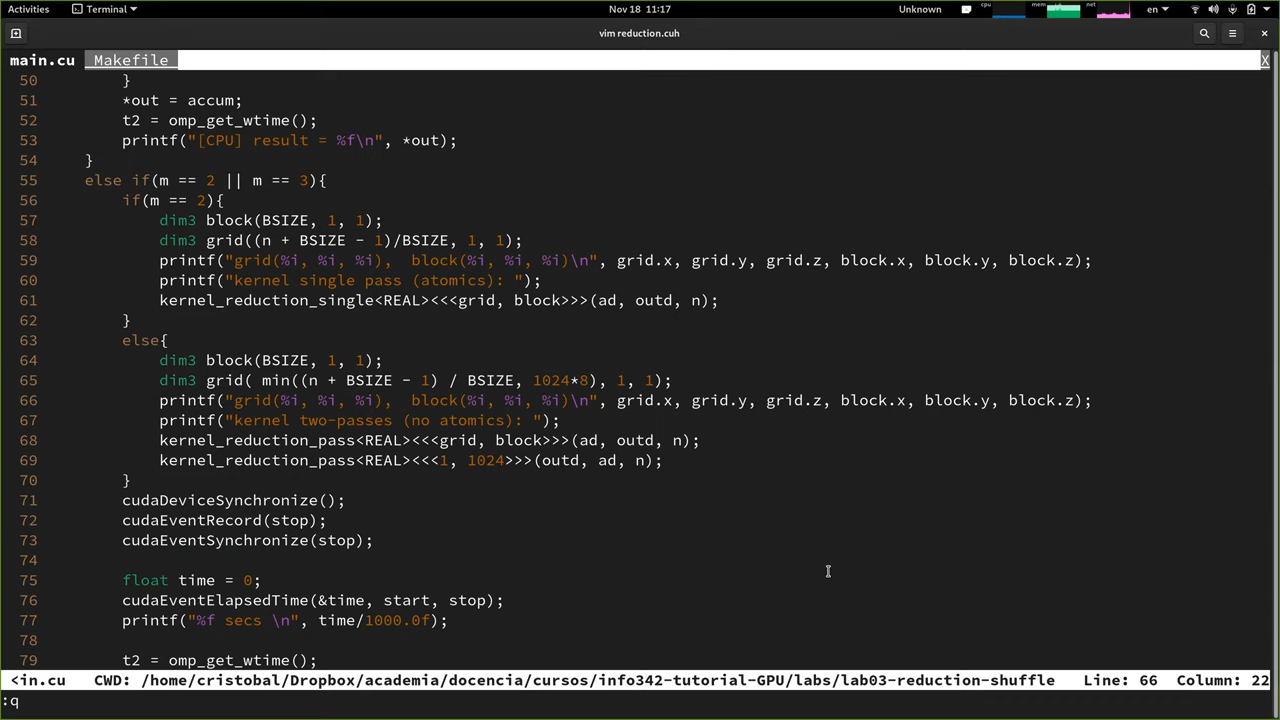 Activities Terminal Nov 18 11:17 Unknown cpu mem net en
vim reduction.cuh
main.cu Makefile X
50 }
51 *out = accum;
52 t2 = omp_get_wtime();
53 printf("[CPU] result = %f\n", *out);
54 }
55 else if(m == 2 || m == 3){
56 if(m == 2){
57 dim3 block(BSIZE, 1, 1);
58 dim3 grid((n + BSIZE - 1)/BSIZE, 1, 1);
59 printf("grid(%i, %i, %i),  block(%i, %i, %i)\n", grid.x, grid.y, grid.z, block.x, block.y, block.z);
60 printf("kernel single pass (atomics): ");
61 kernel_reduction_single<REAL><<<grid, block>>>(ad, outd, n);
62 }
63 else{
64 dim3 block(BSIZE, 1, 1);
65 dim3 grid( min((n + BSIZE - 1) / BSIZE, 1024*8), 1, 1);
66 printf("grid(%i, %i, %i),  block(%i, %i, %i)\n", grid.x, grid.y, grid.z, block.x, block.y, block.z);
67 printf("kernel two-passes (no atomics): ");
68 kernel_reduction_pass<REAL><<<grid, block>>>(ad, outd, n);
69 kernel_reduction_pass<REAL><<<1, 1024>>>(outd, ad, n);
70 }
71 cudaDeviceSynchronize();
72 cudaEventRecord(stop);
73 cudaEventSynchronize(stop);
74
75 float time = 0;
76 cudaEventElapsedTime(&time, start, stop);
77 printf("%f secs \n", time/1000.0f);
78
79 t2 = omp_get_wtime();
<in.cu CWD: /home/cristobal/Dropbox/academia/docencia/cursos/info342-tutorial-GPU/labs/lab03-reduction-shuffle Line: 66 Column: 22
:q